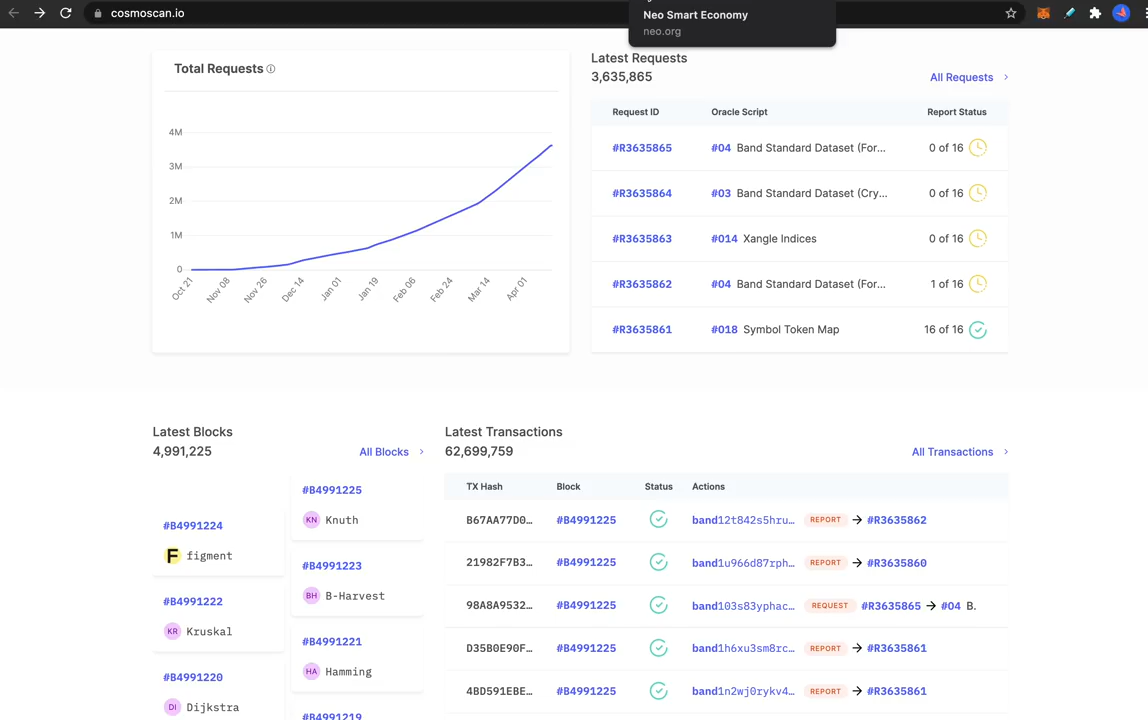 cosmoscan.io
Neo Smart Economy
neo.org
Total Requests
4M
3M
2M
1M
0
Oct 21
Nov 08
Nov 26
Dec 14
Jan 01
Jan 19
Feb 06
Feb 24
Mar 14
Apr 01
Latest Requests
3,635,865
All Requests
Request ID Oracle Script Report Status
#R3635865 #04 Band Standard Dataset (For... 0 of 16
#R3635864 #03 Band Standard Dataset (Cry... 0 of 16
#R3635863 #014 Xangle Indices 0 of 16
#R3635862 #04 Band Standard Dataset (For... 1 of 16
#R3635861 #018 Symbol Token Map 16 of 16
Latest Blocks
4,991,225
All Blocks
#B4991225
KN Knuth
#B4991224
F figment
#B4991223
BH B-Harvest
#B4991222
KR Kruskal
#B4991221
HA Hamming
#B4991220
DI Dijkstra
#B4991219
Latest Transactions
62,699,759
All Transactions
TX Hash Block Status Actions
B67AA77D0... #B4991225 band12t842s5hru... REPORT → #R3635862
21982F7B3... #B4991225 band1u966d87rph... REPORT → #R3635860
98A8A9532... #B4991225 band103s83yphac... REQUEST #R3635865 → #04 B.
D35B0E90F... #B4991225 band1h6xu3sm8rc... REPORT → #R3635861
4BD591EBE... #B4991225 band1n2wj0rykv4... REPORT → #R3635861